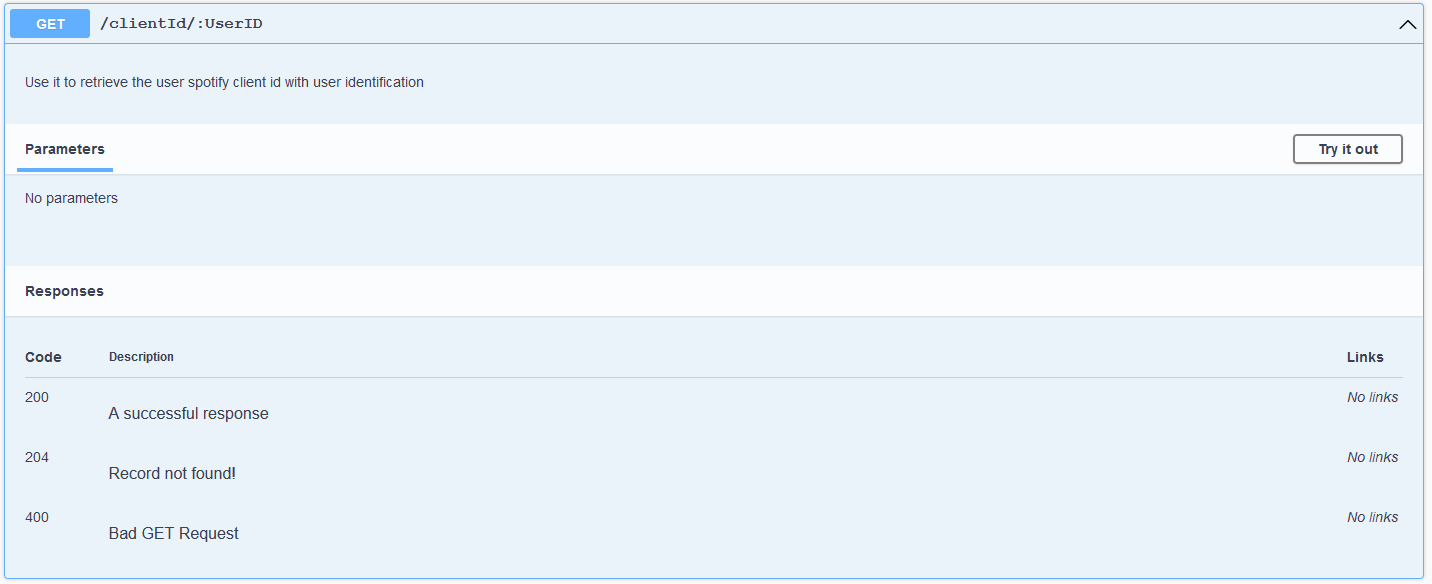 GET /clientId/:UserID
Use it to retrieve the user spotify client id with user identification
Parameters Try it out
No parameters
Responses
Code Description Links
200 No links
A successful response
204 No links
Record not found!
400 No links
Bad GET Request